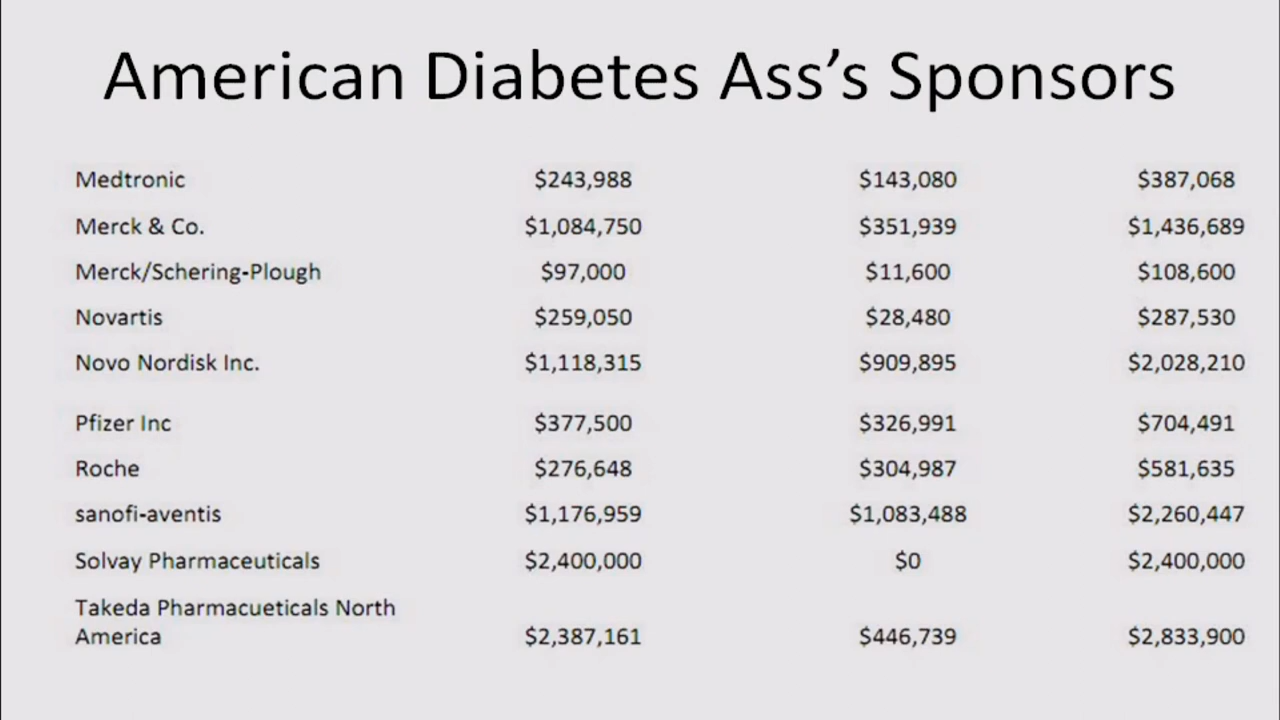 American Diabetes Ass’s Sponsors
Medtronic $243,988 $143,080 $387,068
Merck & Co. $1,084,750 $351,939 $1,436,689
Merck/Schering-Plough $97,000 $11,600 $108,600
Novartis $259,050 $28,480 $287,530
Novo Nordisk Inc. $1,118,315 $909,895 $2,028,210
Pfizer Inc $377,500 $326,991 $704,491
Roche $276,648 $304,987 $581,635
sanofi-aventis $1,176,959 $1,083,488 $2,260,447
Solvay Pharmaceuticals $2,400,000 $0 $2,400,000
Takeda Pharmacueticals North
America $2,387,161 $446,739 $2,833,900